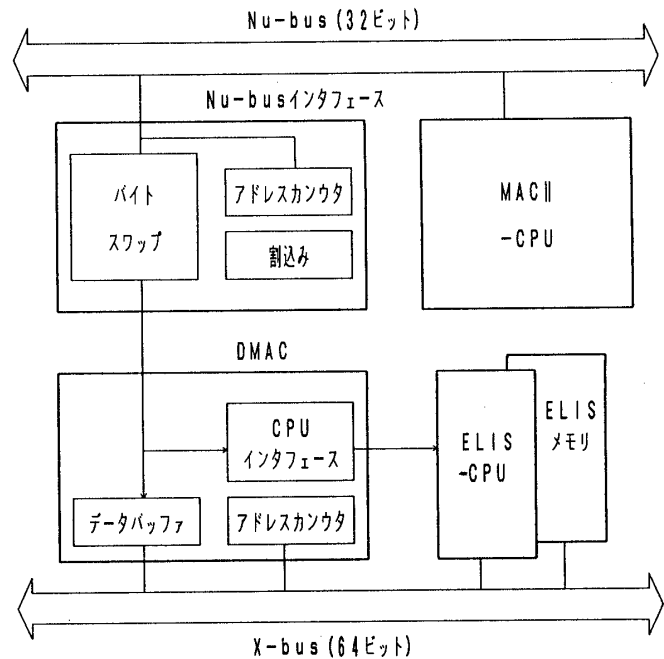 Nu-bus(32ビット)
Nu-busインタフェース
バイト
スワップ
アドレスカンウタ
割込み
MACⅡ
-CPU
DMAC
CPU
インタフェース
データバッファ
アドレスカンウタ
ELIS
-CPU
ELIS
メモリ
X-bus(64ビット)